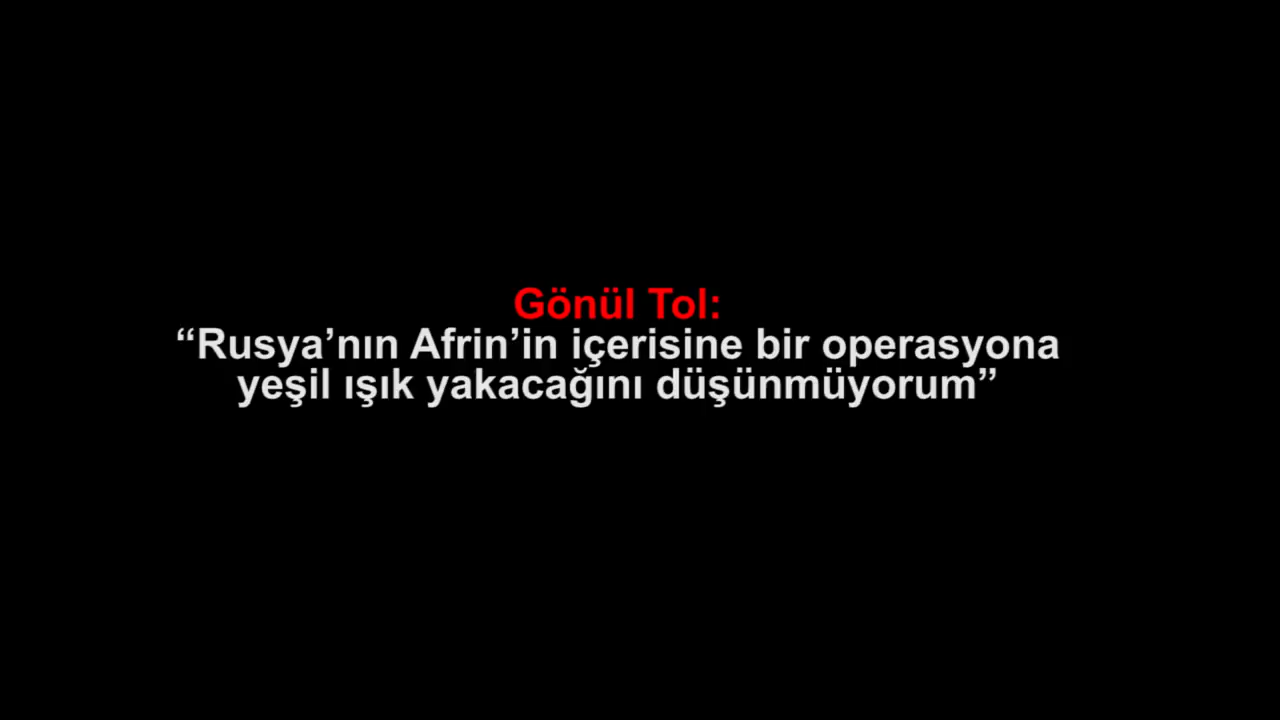 Gönül Tol:
“Rusya’nın Afrin’in içerisine bir operasyona
yeşil ışık yakacağını düşünmüyorum”